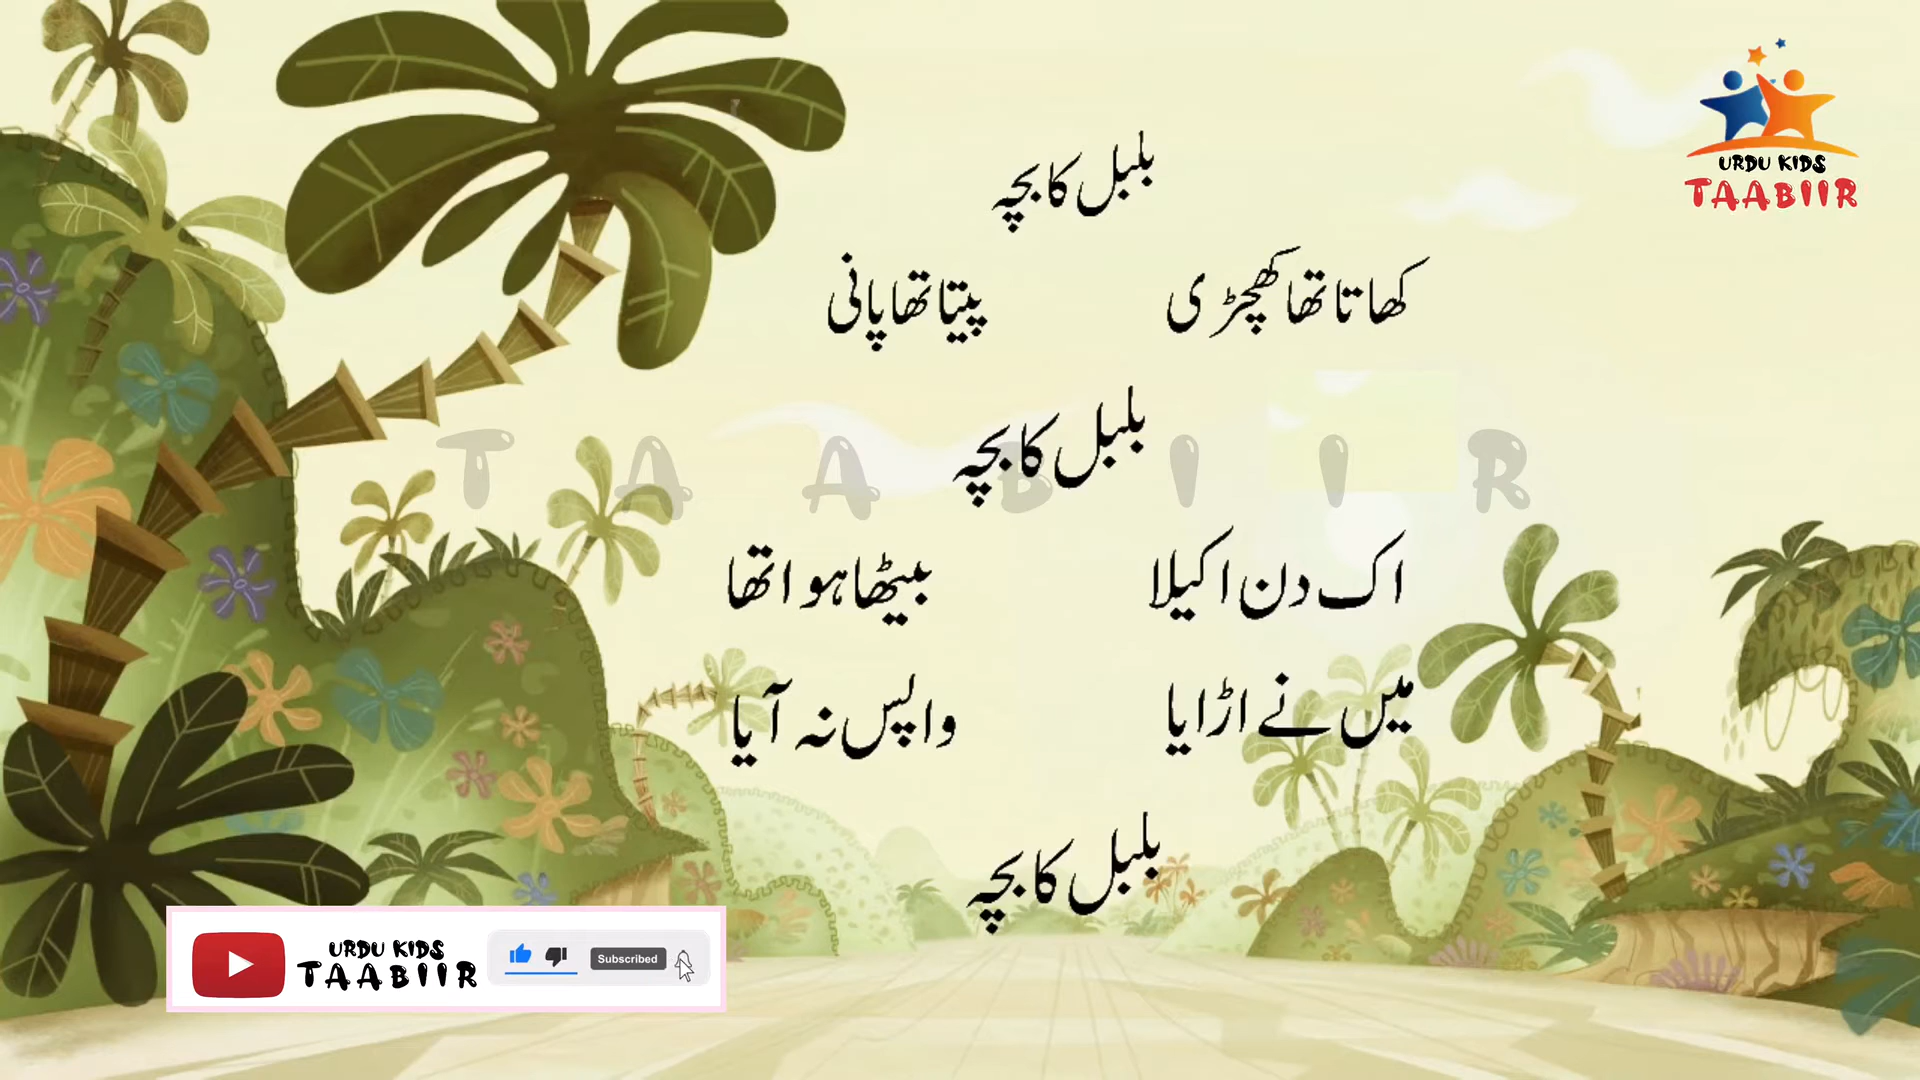 بلبل کا بچہ
کھاتا تھا کھچڑی پیتا تھا پانی
بلبل کا بچہ
اک دن اکیلا بیٹھا ہوا تھا
میں نے اڑایا واپس نہ آیا
بلبل کا بچہ
URDU KIDS
TAABIIR
T A A B I I R
URDU KIDS
TAABIIR
Subscribed